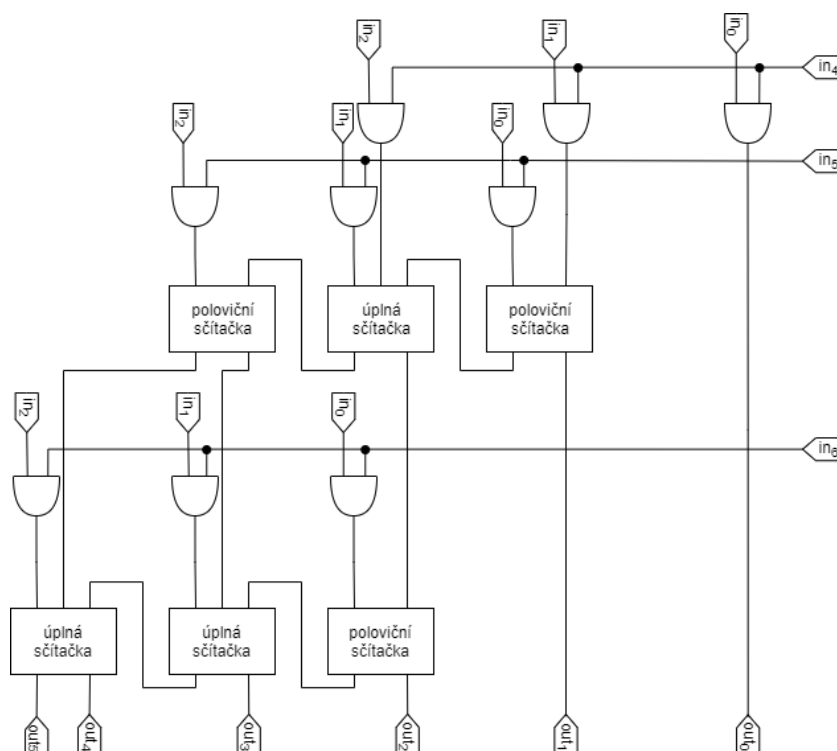 in₂
in₁
in₀
in₄
in₂
in₁
in₀
in₅
poloviční
sčítačka
úplná
sčítačka
poloviční
sčítačka
in₂
in₁
in₀
in₆
úplná
sčítačka
úplná
sčítačka
poloviční
sčítačka
out₅
out₄
out₃
out₂
out₁
out₀